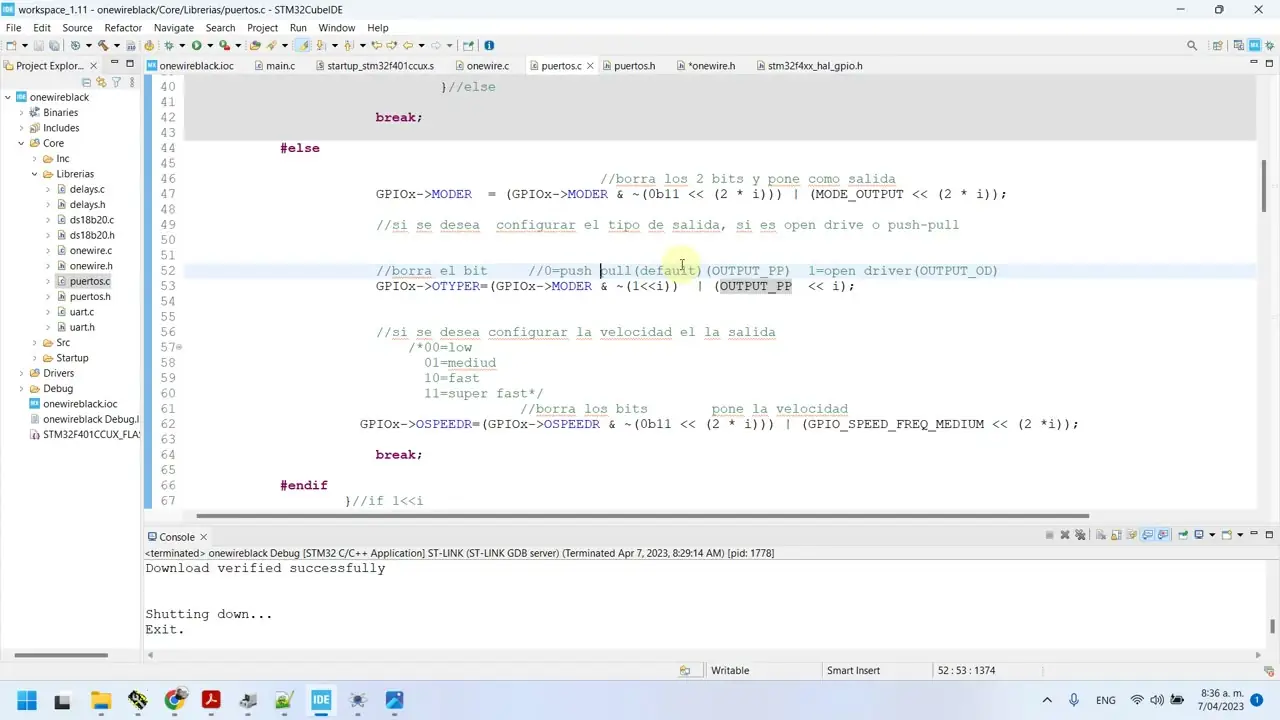 workspace_1.11 - onewireblack/Core/Librerias/puertos.c - STM32CubeIDE
File Edit Source Refactor Navigate Search Project Run Window Help
Project Explor...
onewireblack.ioc main.c startup_stm32f401ccux.s onewire.c puertos.c puertos.h *onewire.h stm32f4xx_hal_gpio.h
onewireblack
Binaries
Includes
Core
Inc
Librerias
delays.c
delays.h
ds18b20.c
ds18b20.h
onewire.c
onewire.h
puertos.c
puertos.h
uart.c
uart.h
Src
Startup
Drivers
Debug
onewireblack.ioc
onewireblack Debug.l
STM32F401CCUX_FLAS
40 }//else
41
42 break;
43
44 #else
45
46 //borra los 2 bits y pone como salida
47 GPIOx->MODER = (GPIOx->MODER & ~(0b11 << (2 * i))) | (MODE_OUTPUT << (2 * i));
48
49 //si se desea configurar el tipo de salida, si es open drive o push-pull
50
51
52 //borra el bit //0=push pull(default)(OUTPUT_PP) 1=open driver(OUTPUT_OD)
53 GPIOx->OTYPER=(GPIOx->MODER & ~(1<<i)) | (OUTPUT_PP << i);
54
55
56 //si se desea configurar la velocidad el la salida
57 /*00=low
58 01=mediud
59 10=fast
60 11=super fast*/
61 //borra los bits pone la velocidad
62 GPIOx->OSPEEDR=(GPIOx->OSPEEDR & ~(0b11 << (2 * i))) | (GPIO_SPEED_FREQ_MEDIUM << (2 *i));
63
64 break;
65
66 #endif
67 }//if 1<<i
Console
<terminated> onewireblack Debug [STM32 C/C++ Application] ST-LINK (ST-LINK GDB server) (Terminated Apr 7, 2023, 8:29:14 AM) [pid: 1778]
Download verified successfully
Shutting down...
Exit.
Writable Smart Insert 52 : 53 : 1374
IDE
ENG
8:36 a. m.
7/04/2023
1